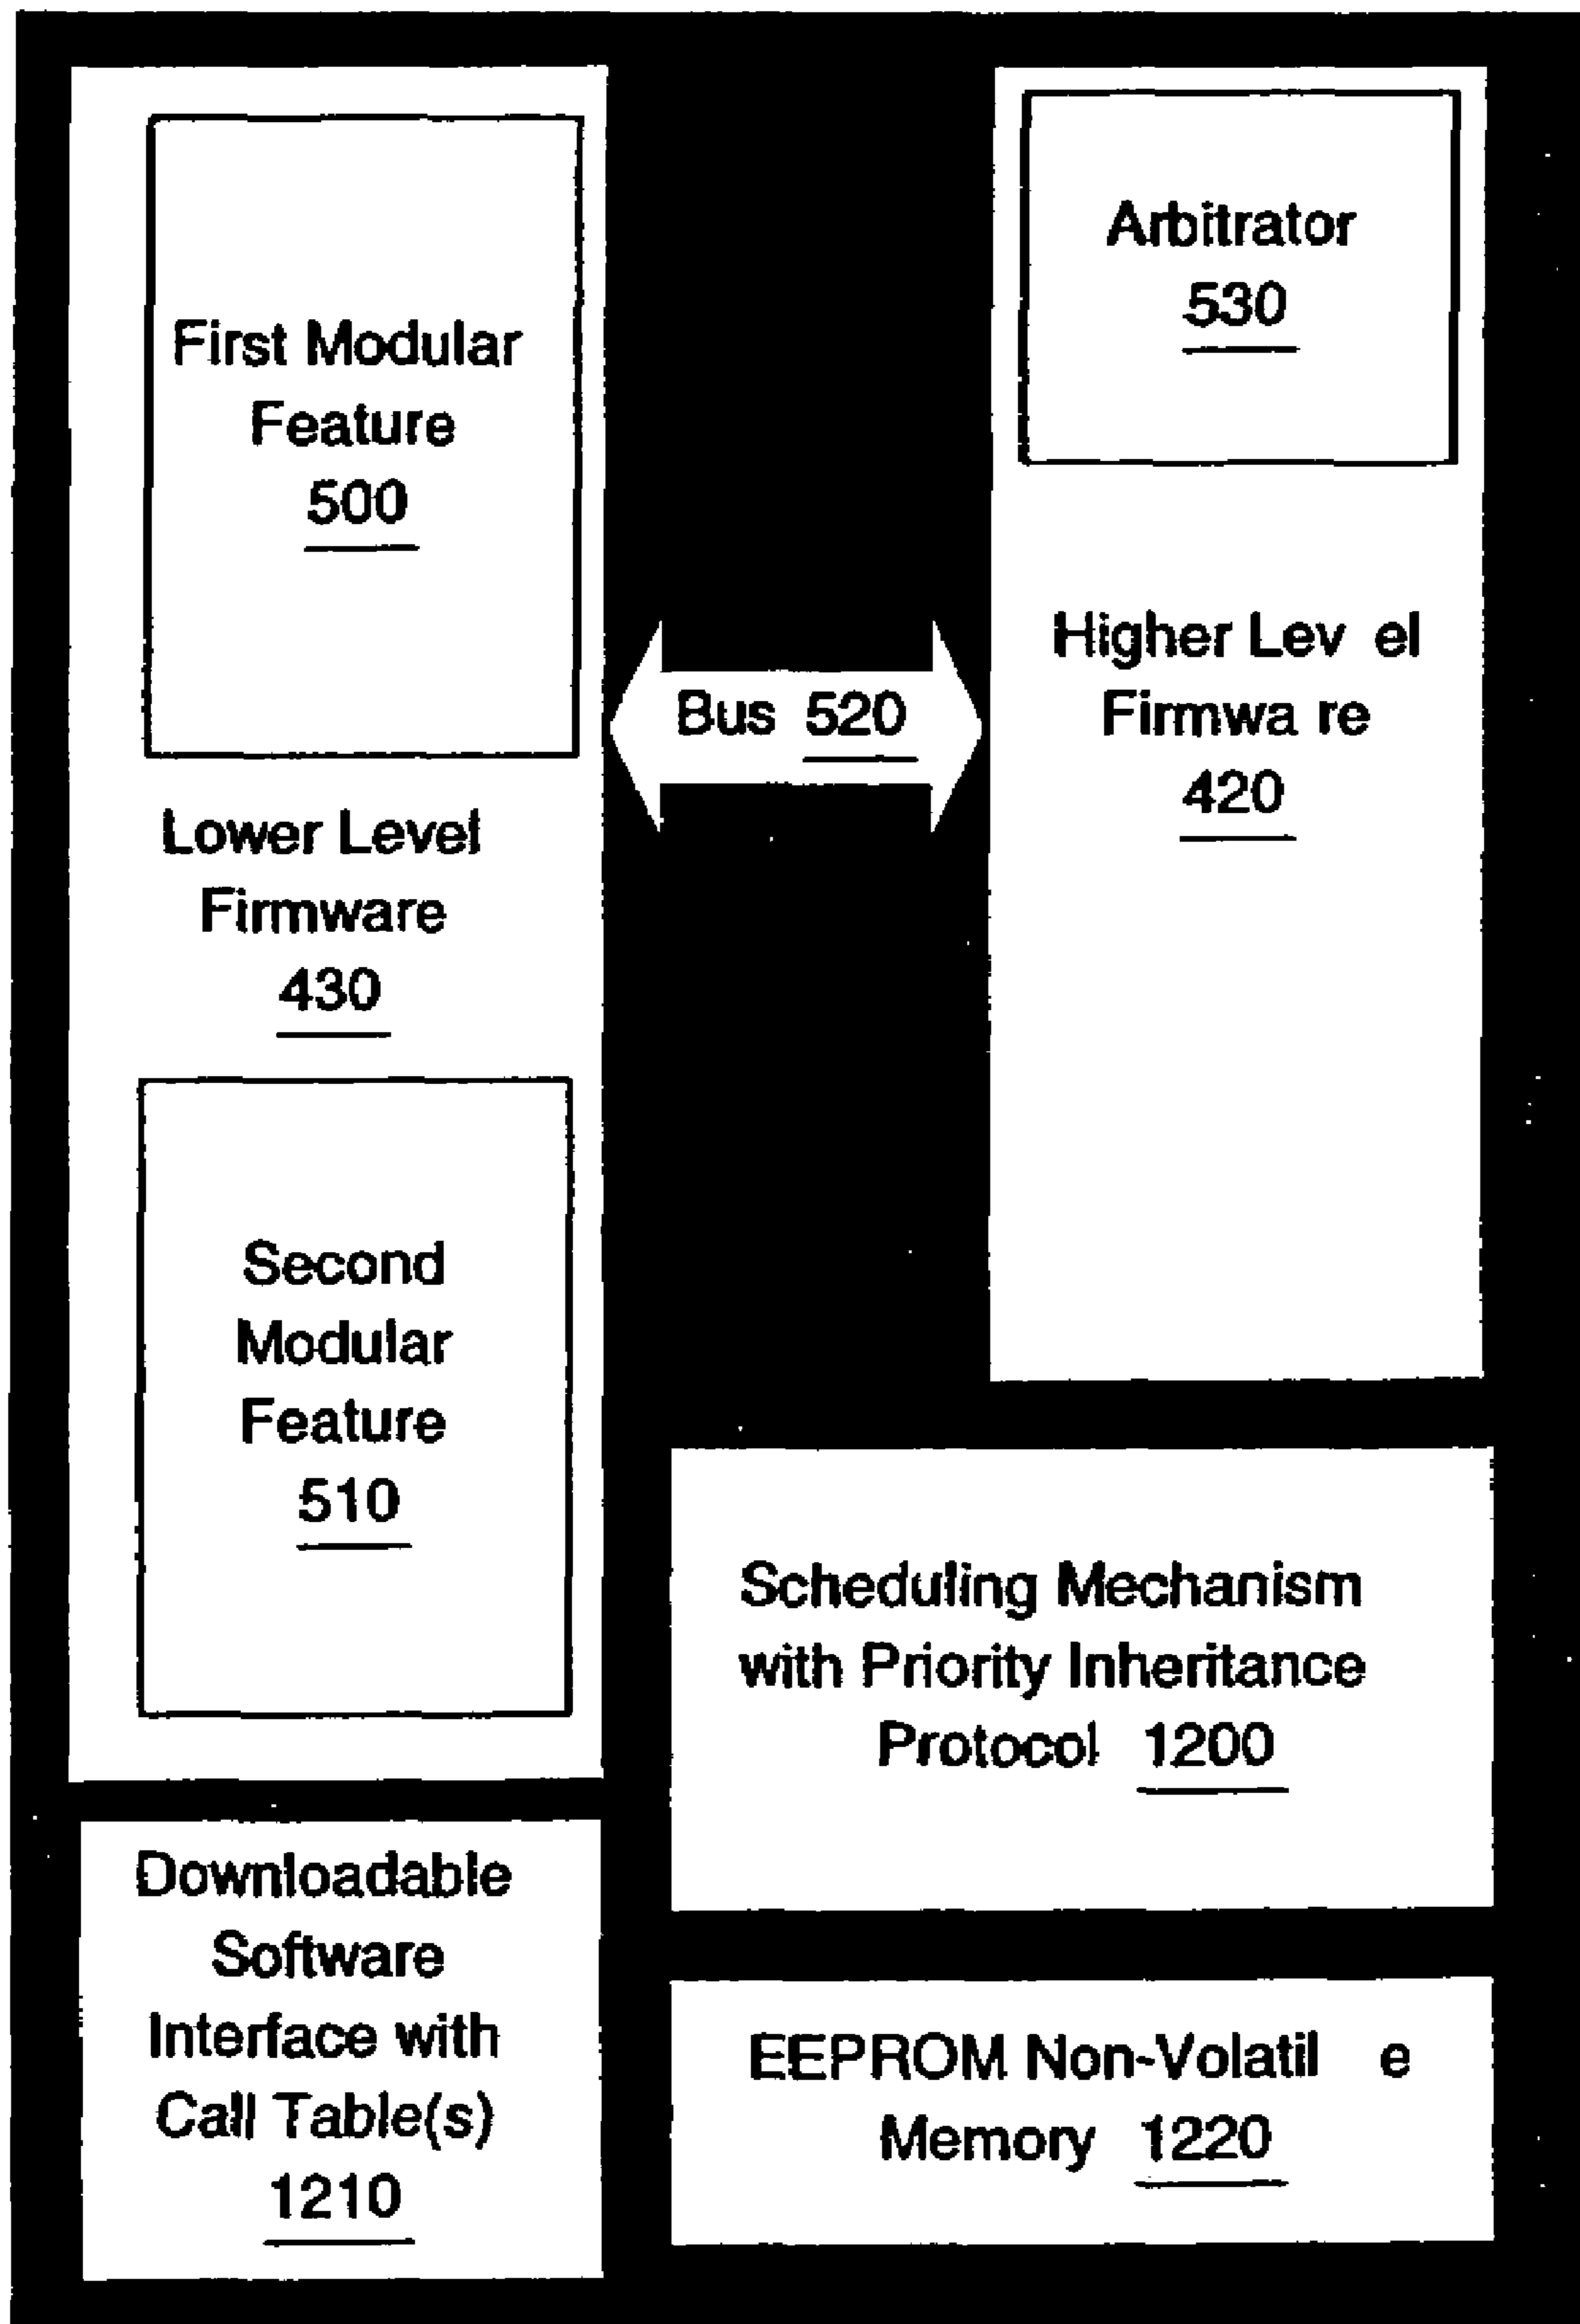 First Modular
Feature
500
Lower Level
Firmware
430
Second
Modular
Feature
510
Bus 520
Arbitrator
530
Higher Lev el
Firmwa re
420
Scheduling Mechanism
with Priority Inheritance
Protocol 1200
Downloadable
Software
Interface with
Call Table(s)
1210
EEPROM Non-Volatil e
Memory 1220